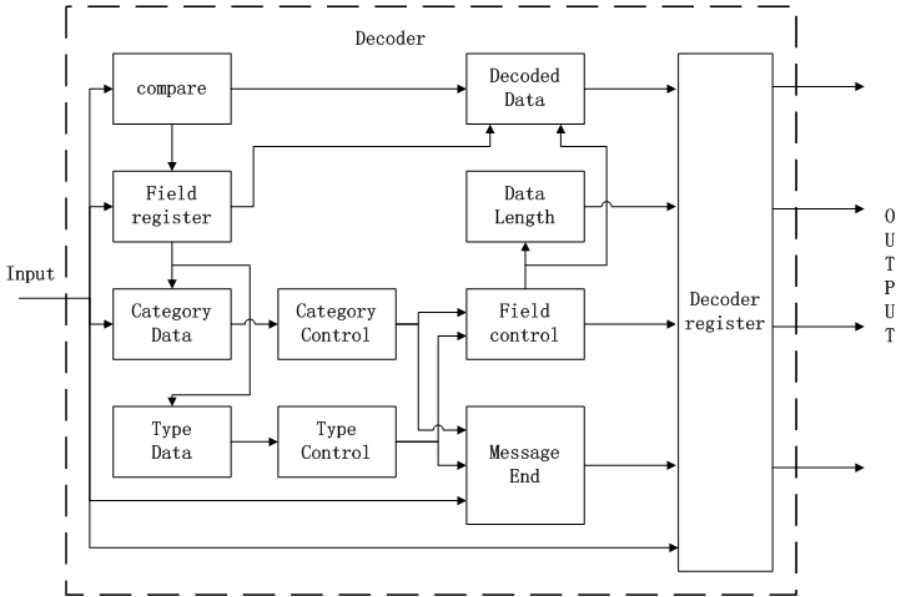 Decoder
compare
Decoded
Data
Field
register
Data
Length
Input
Category
Data
Category
Control
Field
control
Decoder
register
Type
Data
Type
Control
Message
End
O
U
T
P
U
T